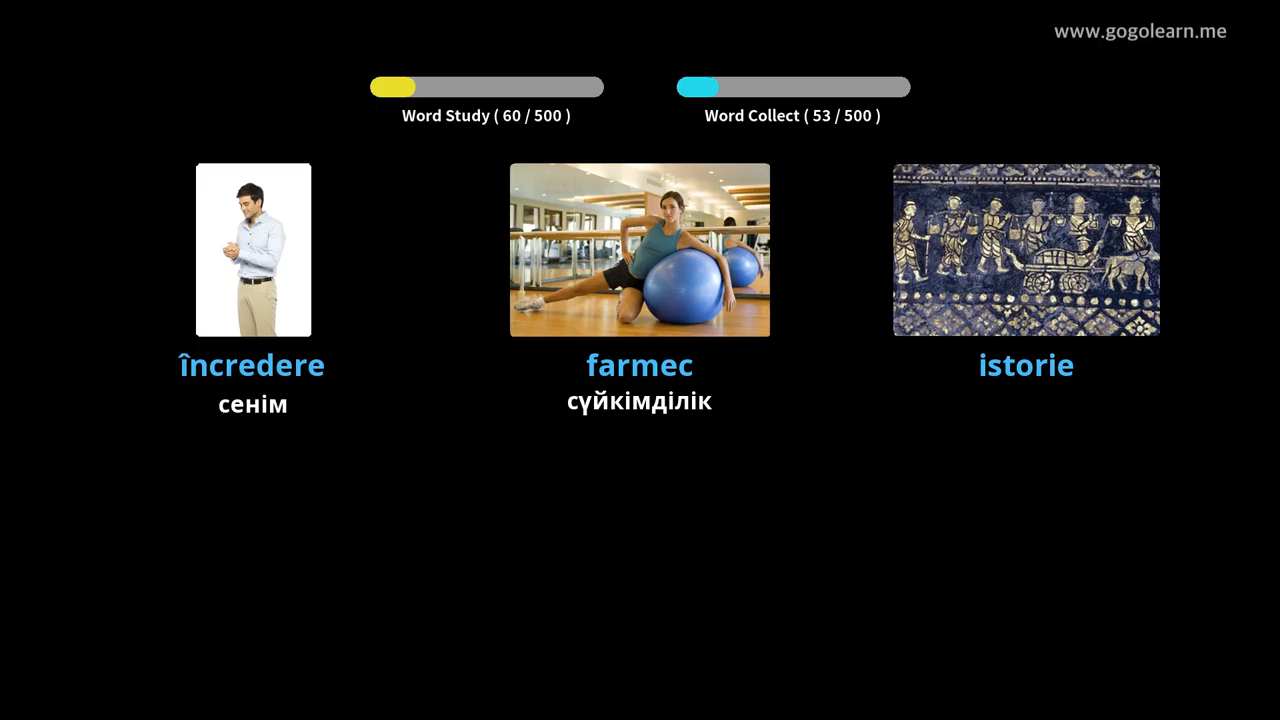 www.gogolearn.me
Word Study ( 60 / 500 )
Word Collect ( 53 / 500 )
încredere
сенім
farmec
сүйкімділік
istorie